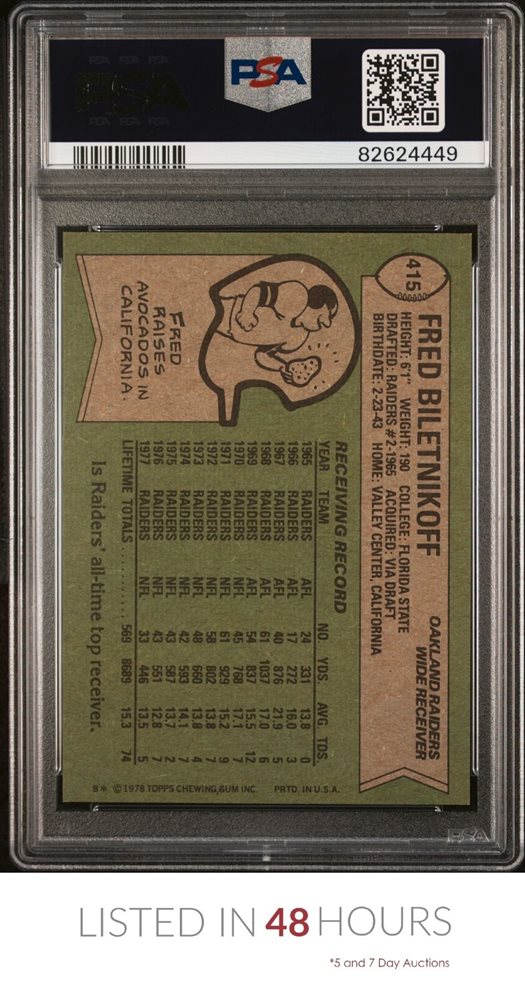 PSA PSA PSA
PSA
PSA PSA PSA
PSA
82624449
415
FRED BILETNIKOFF
OAKLAND RAIDERS
WIDE RECEIVER
HEIGHT: 6'1" WEIGHT: 190 COLLEGE: FLORIDA STATE
DRAFTED: RAIDERS #2-1965 ACQUIRED: VIA DRAFT
BIRTHDATE: 2-23-43 HOME: VALLEY CENTER, CALIFORNIA
FRED
RAISES
AVOCADOS IN
CALIFORNIA.
RECEIVING RECORD
YEAR TEAM NO. YDS. AVG. TDS.
1965 RAIDERS AFL 24 331 13.8 0
1966 RAIDERS AFL 17 272 16.0 3
1967 RAIDERS AFL 40 876 21.9 5
1968 RAIDERS AFL 61 1037 17.0 6
1969 RAIDERS AFL 54 837 15.5 12
1970 RAIDERS NFL 45 768 17.1 7
1971 RAIDERS NFL 61 929 15.2 9
1972 RAIDERS NFL 58 802 13.8 7
1973 RAIDERS NFL 48 660 13.8 4
1974 RAIDERS NFL 42 593 14.1 7
1975 RAIDERS NFL 43 587 13.7 2
1976 RAIDERS NFL 43 551 12.8 7
1977 RAIDERS NFL 33 446 13.5 5
LIFETIME TOTALS ............ 569 8689 15.3 74
Is Raiders' all-time top receiver.
B* © 1978 TOPPS CHEWING GUM INC. PRTD. IN U.S.A.
PSA
LISTED IN 48 HOURS
*5 and 7 Day Auctions